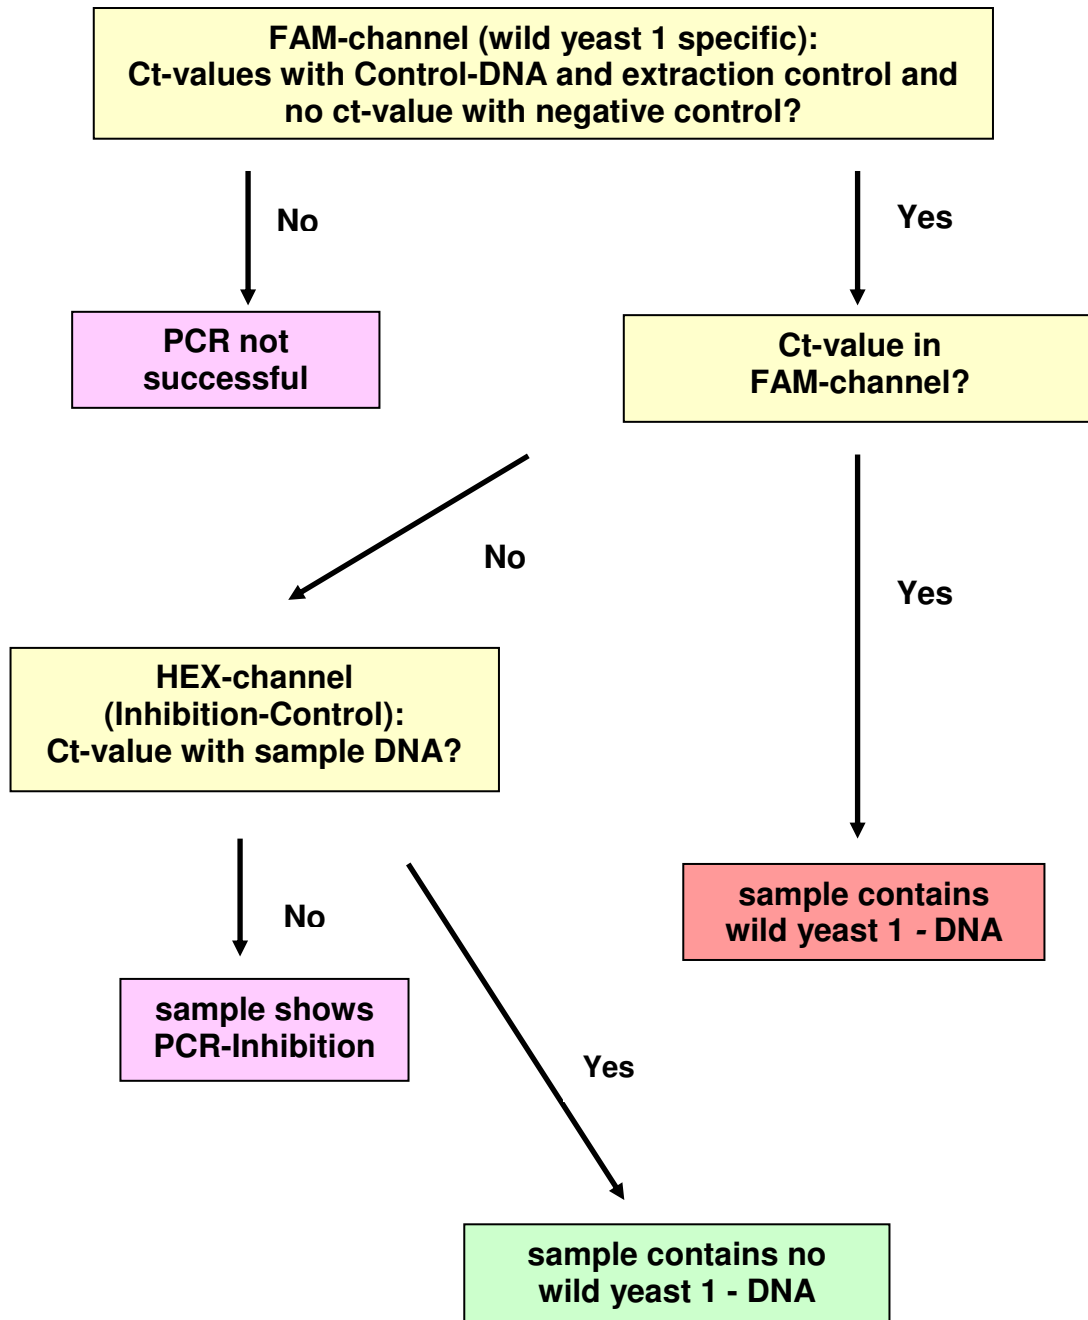 FAM-channel (wild yeast 1 specific):
Ct-values with Control-DNA and extraction control and
no ct-value with negative control?
No
Yes
PCR not
successful
Ct-value in
FAM-channel?
No
Yes
HEX-channel
(Inhibition-Control):
Ct-value with sample DNA?
No
sample contains
wild yeast 1 - DNA
sample shows
PCR-Inhibition
Yes
sample contains no
wild yeast 1 - DNA